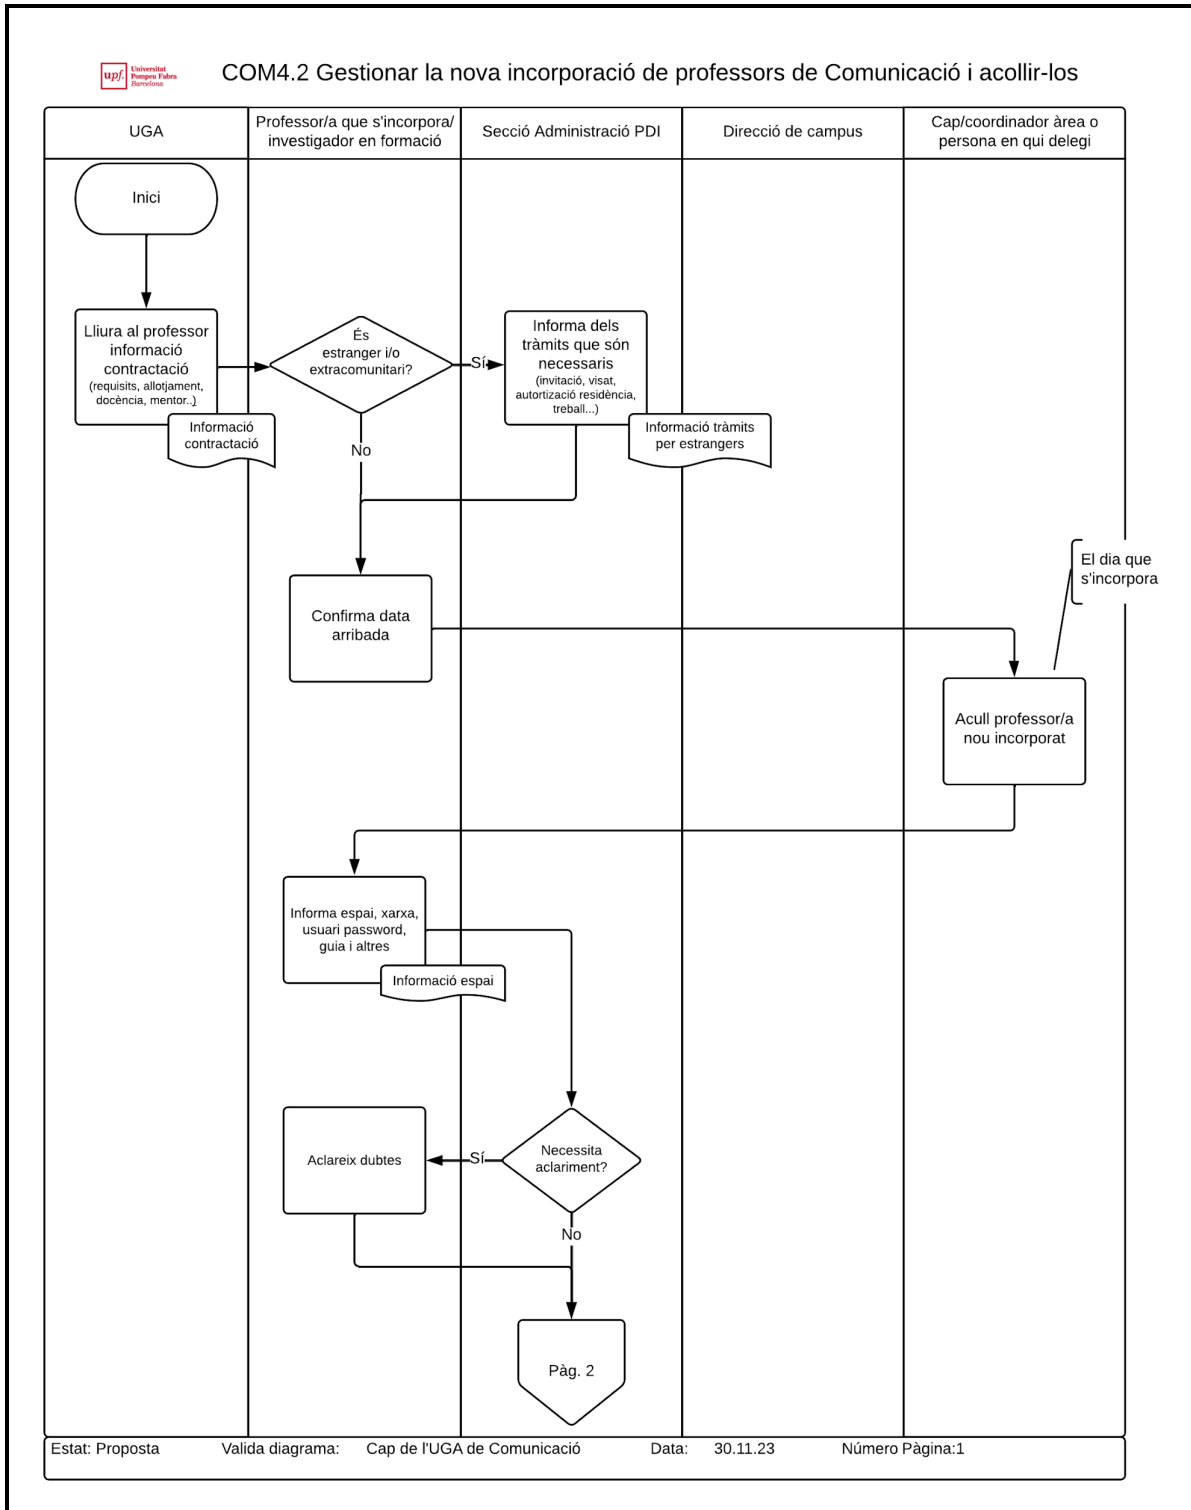 upf.
Universitat
Pompeu Fabra
Barcelona
COM4.2 Gestionar la nova incorporació de professors de Comunicació i acollir-los
UGA
Professor/a que s'incorpora/
investigador en formació
Secció Administració PDI
Direcció de campus
Cap/coordinador àrea o
persona en qui delegi
Inici
Lliura al professor
informació
contractació
(requisits, allotjament,
docència, mentor..)
Informació
contractació
És
estranger i/o
extracomunitari?
Sí
No
Informa dels
tràmits que són
necessaris
(invitació, visat,
autortizació residència,
treball...)
Informació tràmits
per estrangers
El dia que
s'incorpora
Confirma data
arribada
Acull professor/a
nou incorporat
Informa espai, xarxa,
usuari password,
guia i altres
Informació espai
Aclareix dubtes
Sí
Necessita
aclariment?
No
Pàg. 2
Estat: Proposta Valida diagrama: Cap de l'UGA de Comunicació Data: 30.11.23 Número Pàgina:1